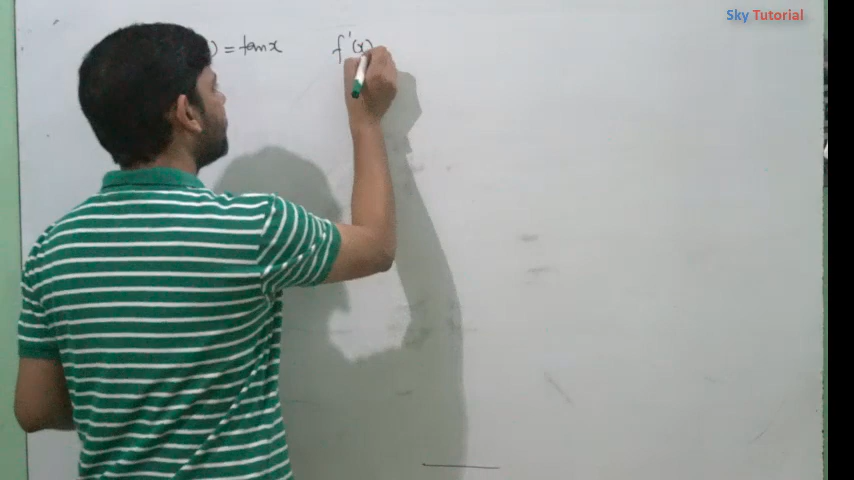 Sky Tutorial
) = tan x f'(x)